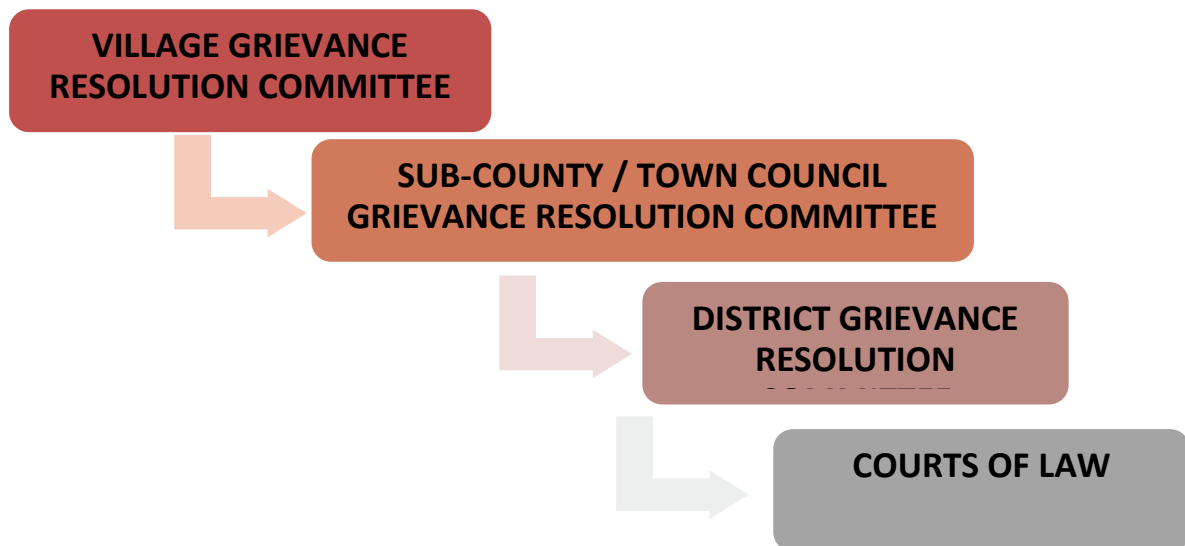 VILLAGE GRIEVANCE
RESOLUTION COMMITTEE
SUB-COUNTY / TOWN COUNCIL
GRIEVANCE RESOLUTION COMMITTEE
DISTRICT GRIEVANCE
RESOLUTION
COURTS OF LAW